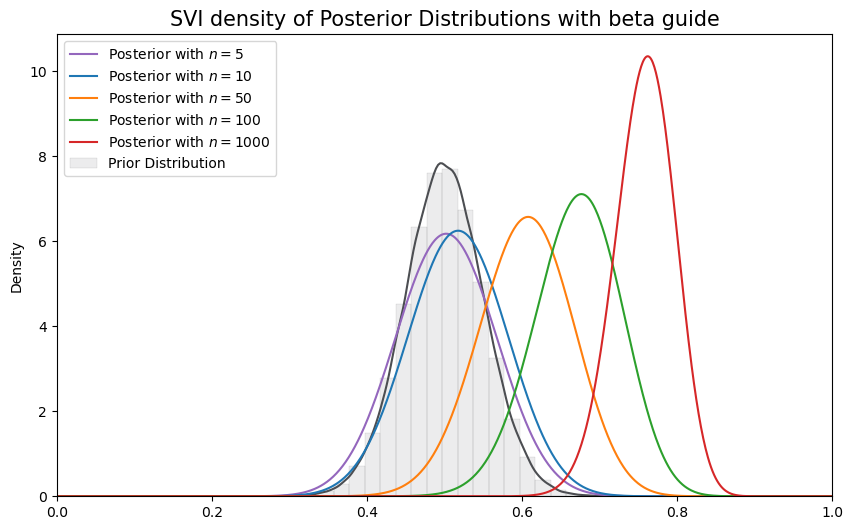 SVI density of Posterior Distributions with beta guide
Posterior with n = 5
Posterior with n = 10
Posterior with n = 50
Posterior with n = 100
Posterior with n = 1000
Prior Distribution
Density
10
8
6
4
2
0
0.0 0.2 0.4 0.6 0.8 1.0